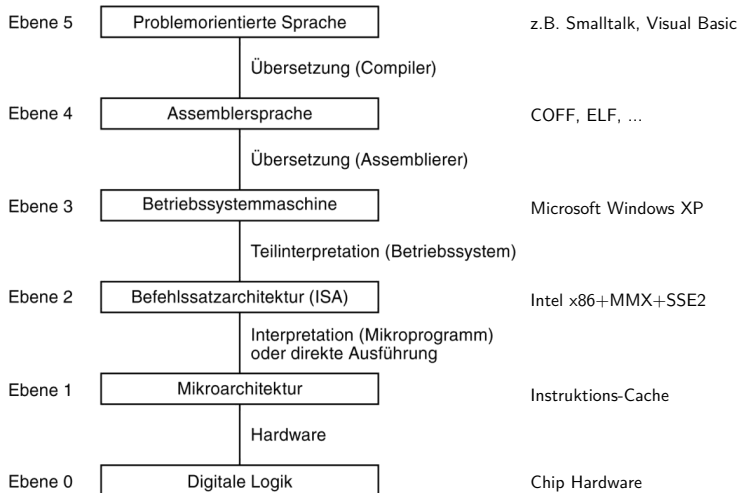 Ebene 5 Problemorientierte Sprache z.B. Smalltalk, Visual Basic
Übersetzung (Compiler)
Ebene 4 Assemblersprache COFF, ELF, ...
Übersetzung (Assemblierer)
Ebene 3 Betriebssystemmaschine Microsoft Windows XP
Teilinterpretation (Betriebssystem)
Ebene 2 Befehlssatzarchitektur (ISA) Intel x86+MMX+SSE2
Interpretation (Mikroprogramm)
oder direkte Ausführung
Ebene 1 Mikroarchitektur Instruktions-Cache
Hardware
Ebene 0 Digitale Logik Chip Hardware